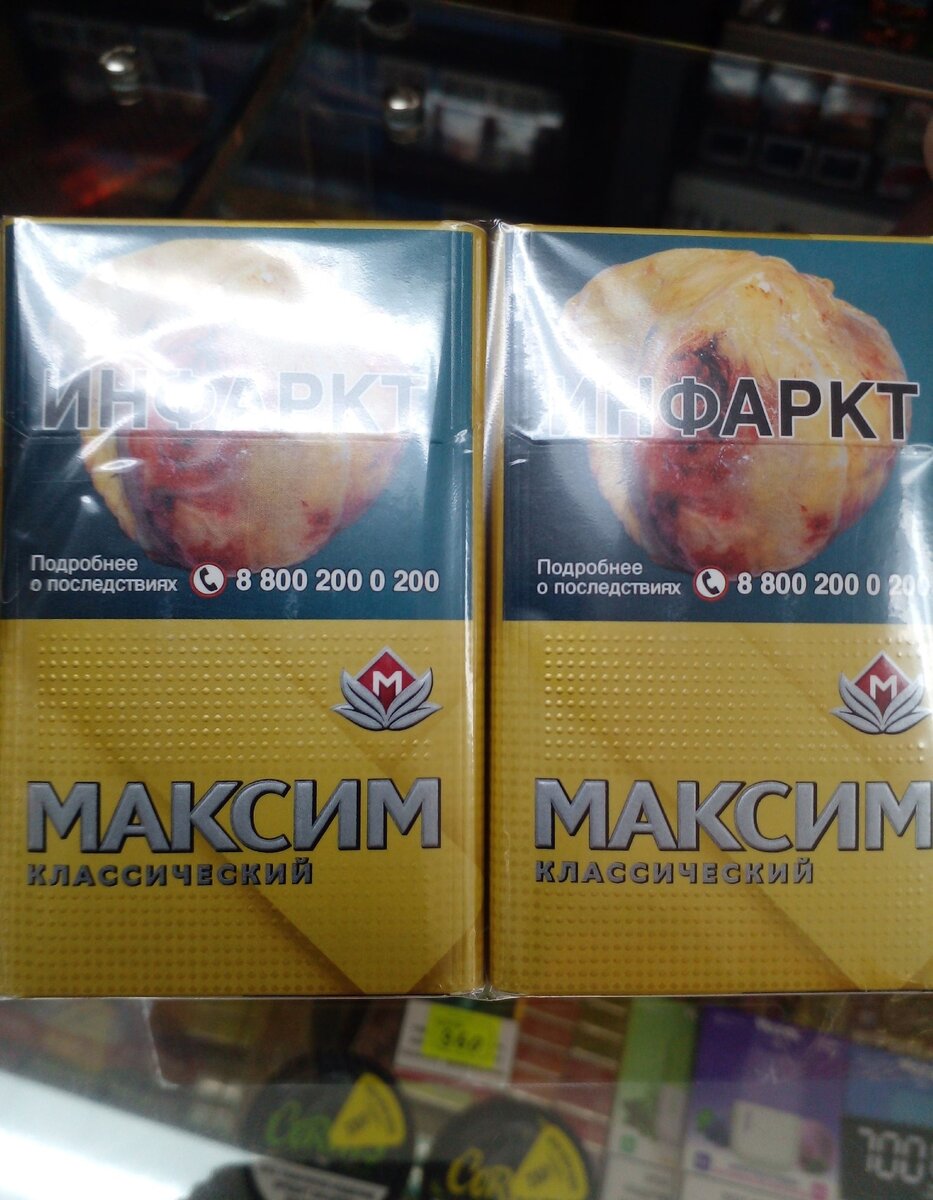 ИНФАРКТ
Подробнее
о последствиях 8 800 200 0 200
М
МАКСИМ
КЛАССИЧЕСКИЙ
ИНФАРКТ
Подробнее
о последствиях 8 800 200 0 200
М
МАКСИМ
КЛАССИЧЕСКИЙ